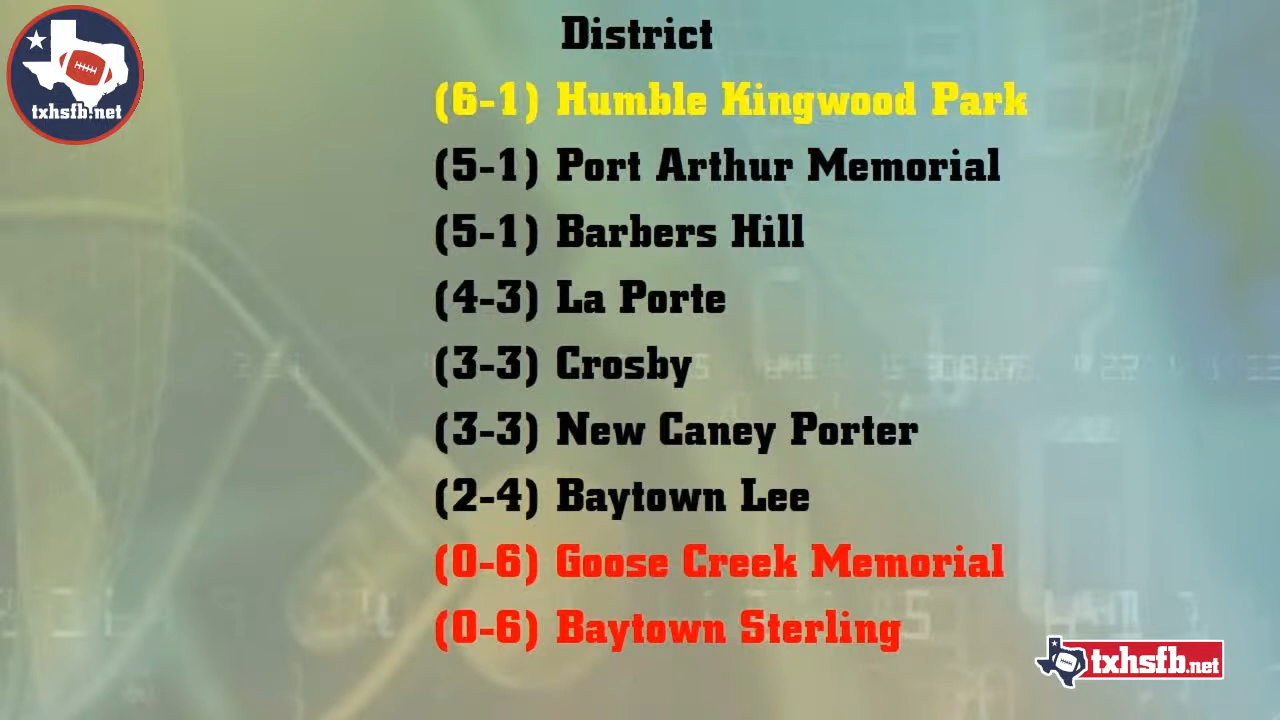 District
txhsfb.net
(6-1) Humble Kingwood Park
(5-1) Port Arthur Memorial
(5-1) Barbers Hill
(4-3) La Porte
(3-3) Crosby
(3-3) New Caney Porter
(2-4) Baytown Lee
(0-6) Goose Creek Memorial
(0-6) Baytown Sterling
txhsfb.net